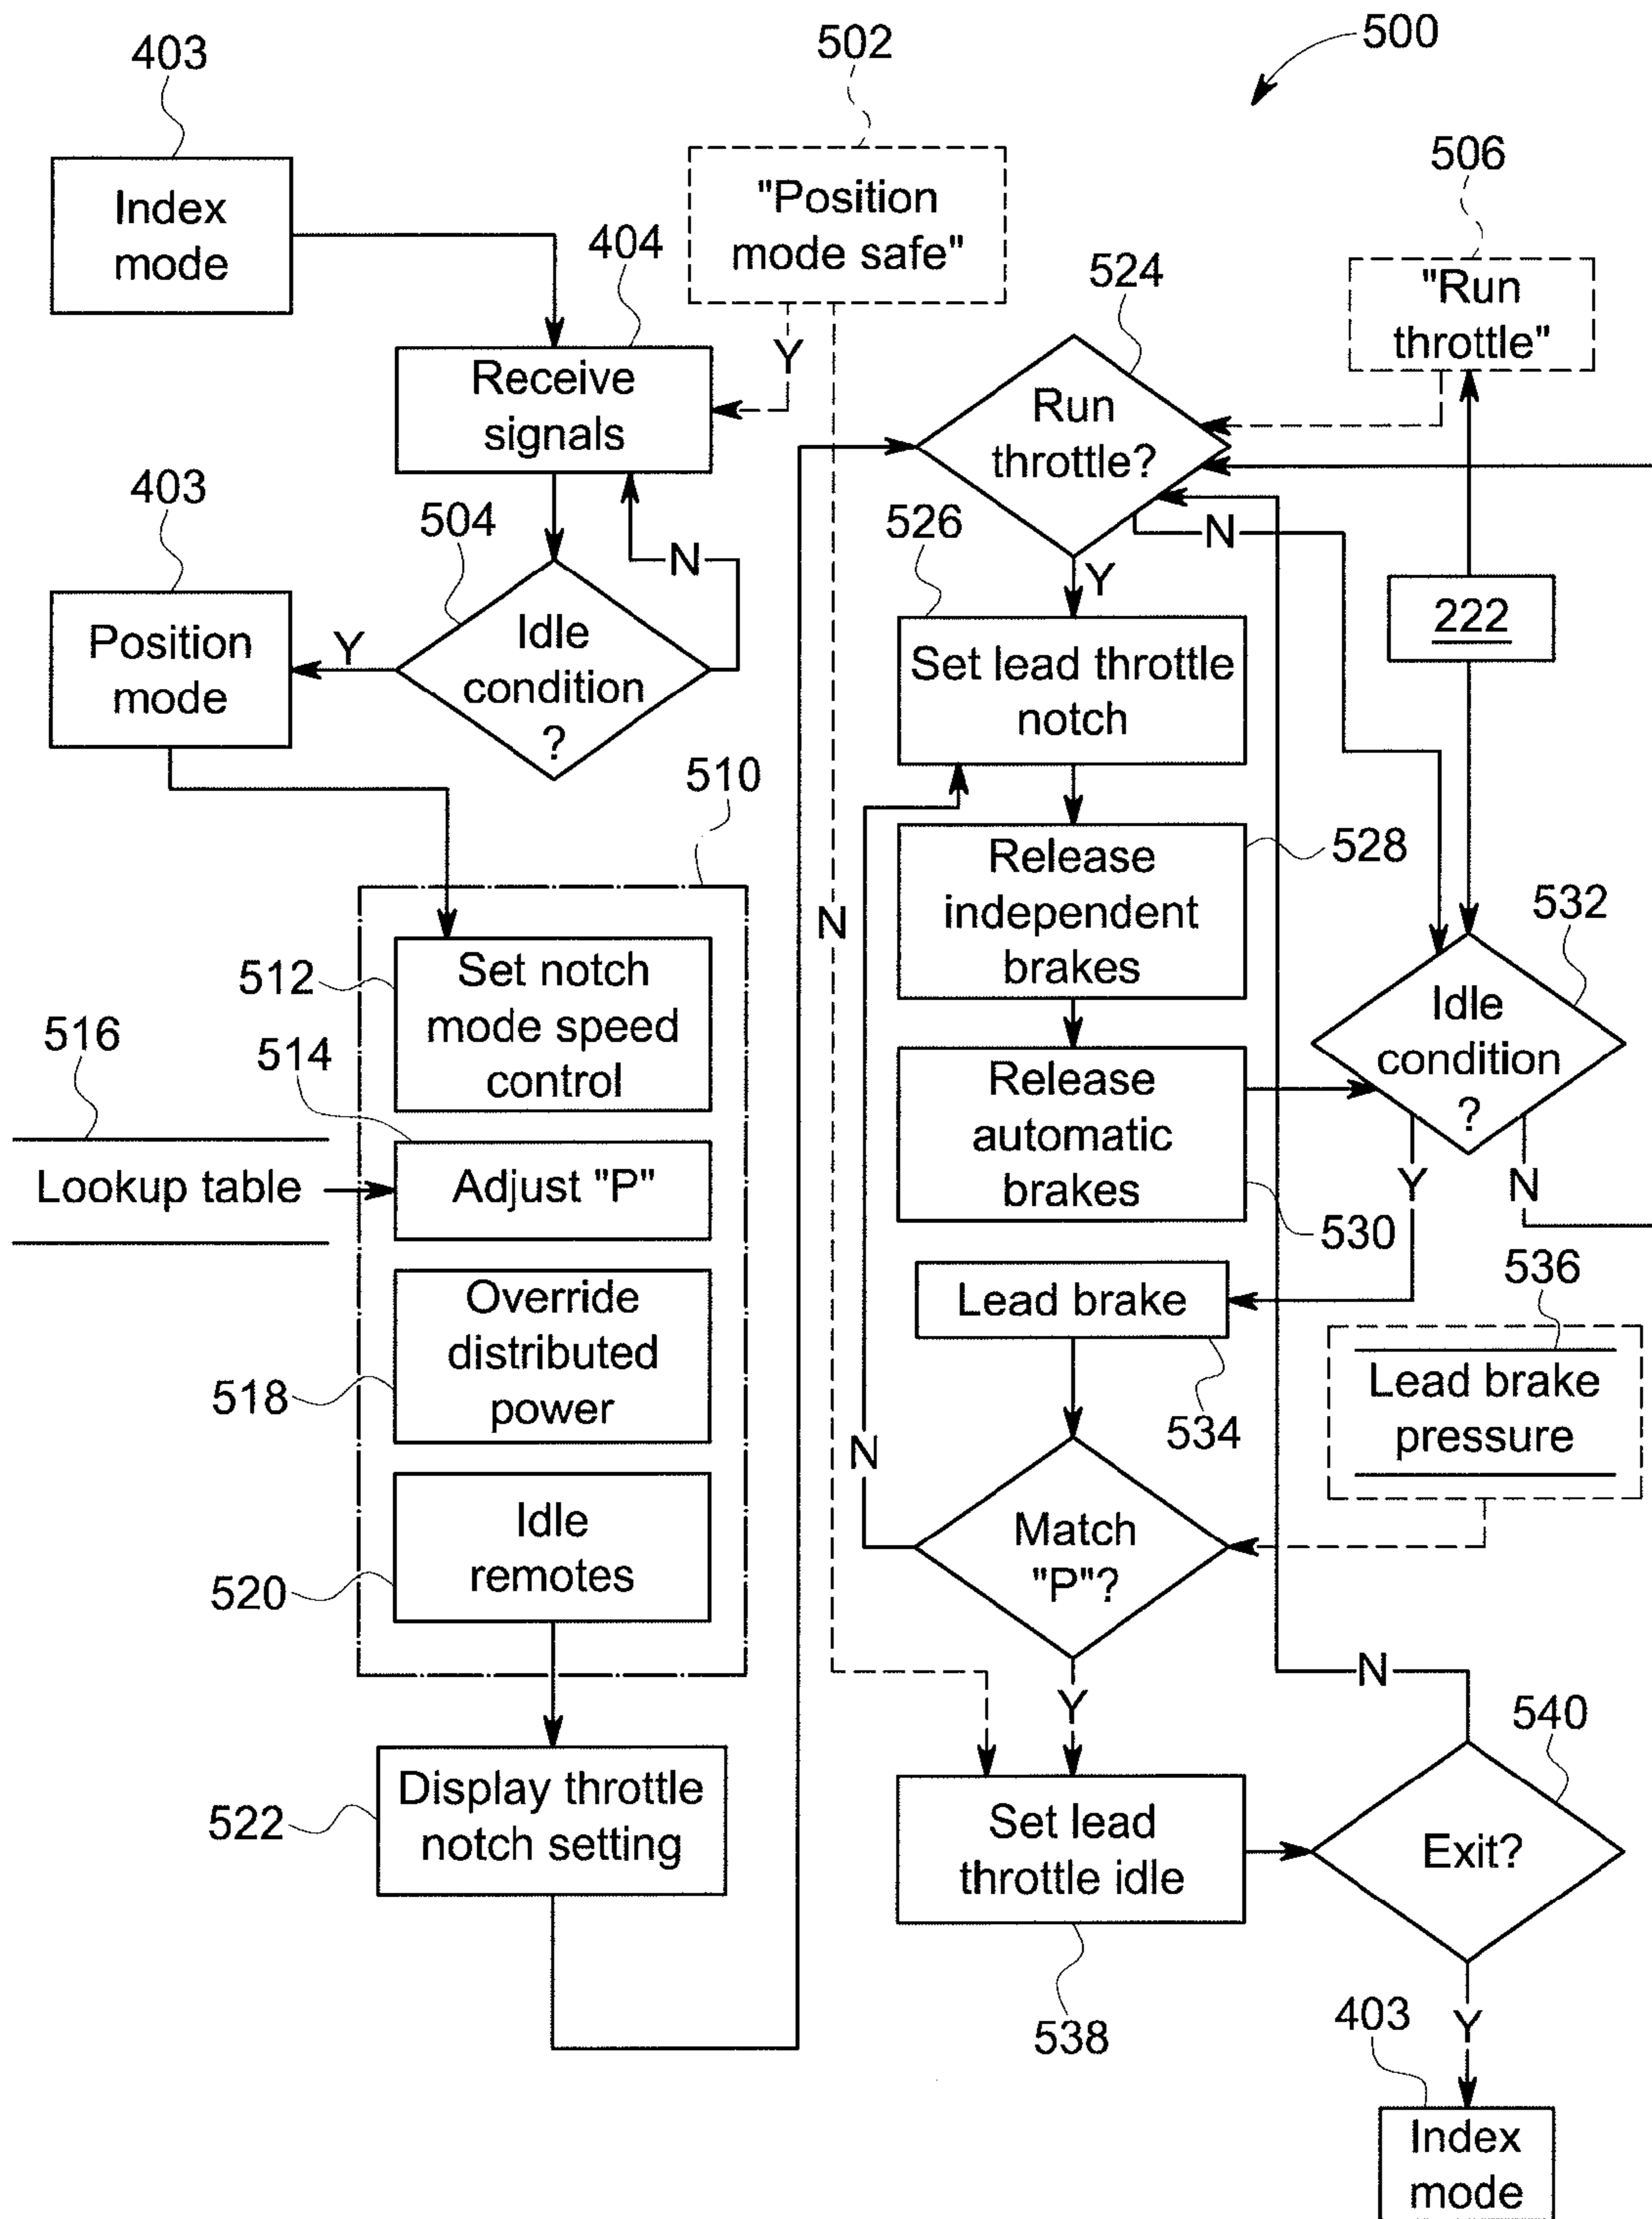 500
502
403
506
Index
mode
"Position
mode safe"
404
524
"Run
throttle"
Y
Receive
signals
Run
throttle?
403
504
N
526
N
Y
222
Position
mode
Y
Idle
condition
?
Set lead throttle
notch
510
528
Release
independent
brakes
532
N
512
Set notch
mode speed
control
Idle
condition
?
516
514
Release
automatic
brakes
Lookup table
Adjust "P"
Y
N
530
536
Override
distributed
power
Lead brake
518
534
Lead brake
pressure
N
Idle
remotes
520
Match
"P"?
N
Y
540
522
Display throttle
notch setting
Set lead
throttle idle
Exit?
538
403
Y
Index
mode